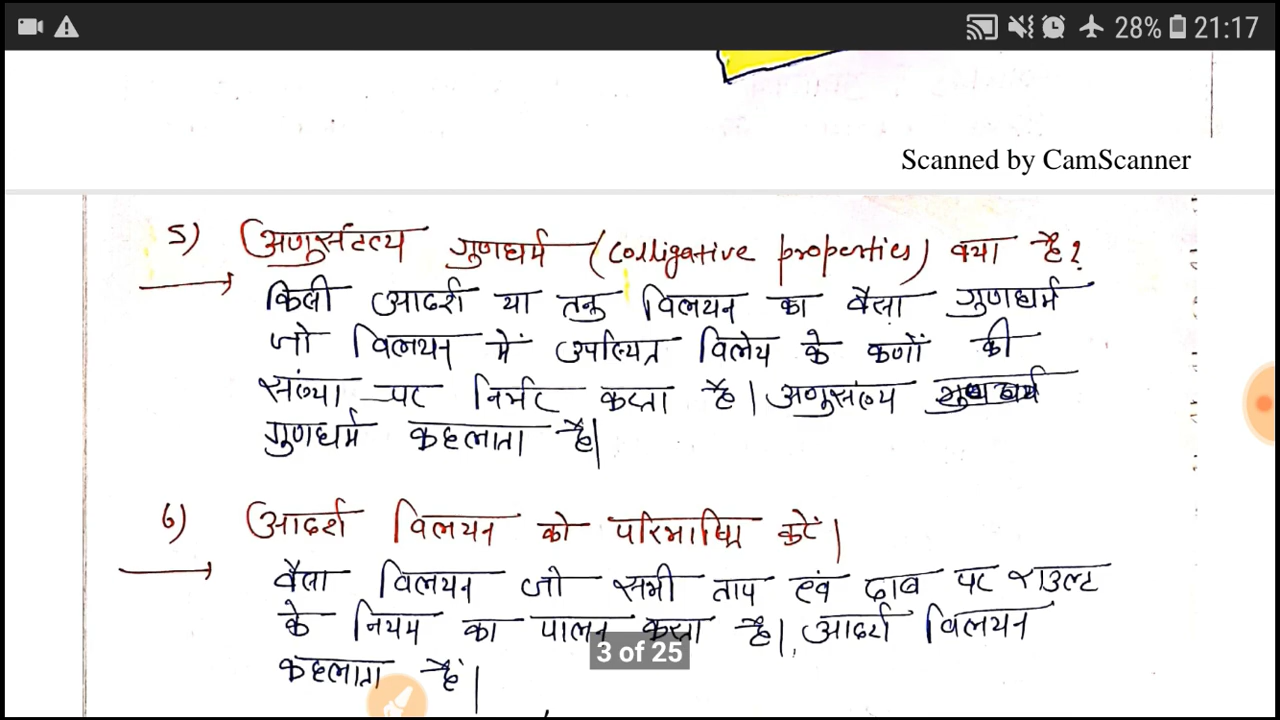 28% 21:17
Scanned by CamScanner
5) अणुसंख्य गुणधर्म (Colligative properties) क्या है?
किसी आदर्श या तनु विलयन का वैसा गुणधर्म
जो विलयन में उपस्थित विलेय के कणों की
संख्या पर निर्भर करता है। अणुसंख्य
गुणधर्म कहलाता है।
6) आदर्श विलयन को परिभाषित करें।
वैसा विलयन जो सभी ताप एवं दाब पर राउल्ट
के नियम का पालन करता है। आदर्श विलयन
कहलाता हैं।
3 of 25